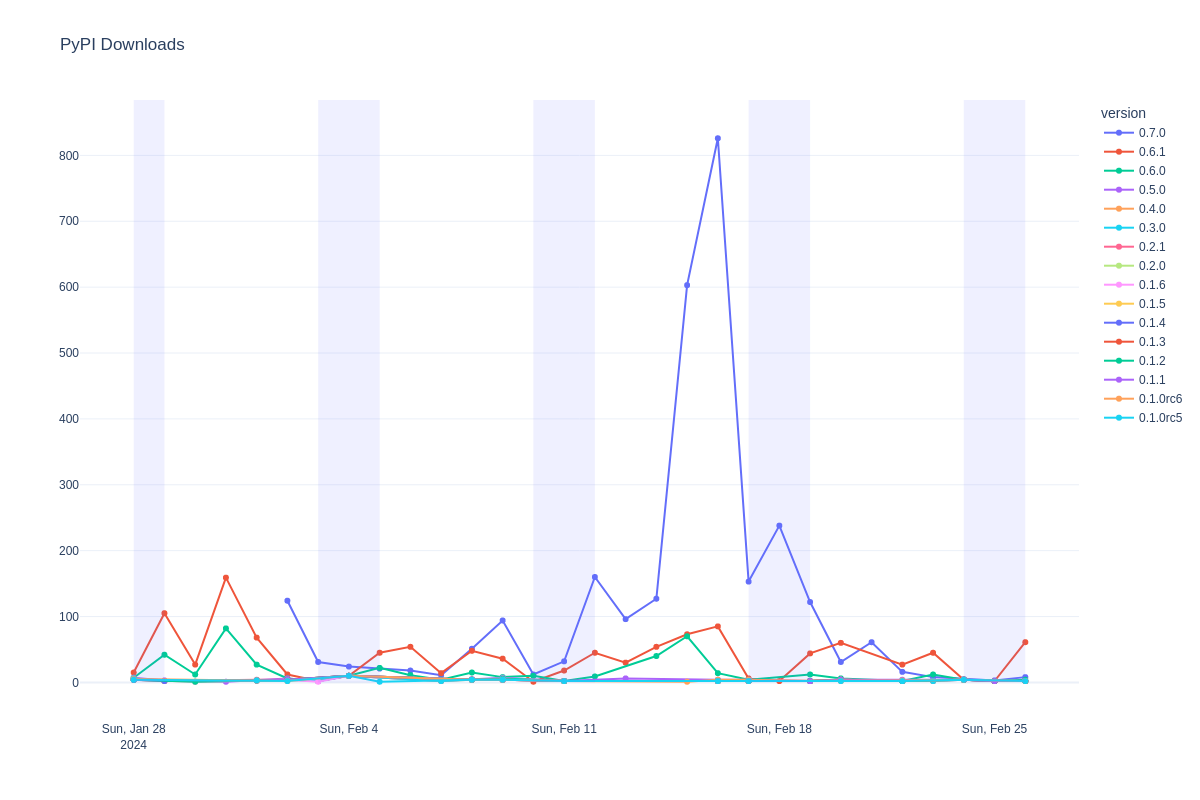 PyPI Downloads
version
0.7.0
0.6.1
0.6.0
0.5.0
0.4.0
0.3.0
0.2.1
0.2.0
0.1.6
0.1.5
0.1.4
0.1.3
0.1.2
0.1.1
0.1.0rc6
0.1.0rc5
800
700
600
500
400
300
200
100
0
Sun, Jan 28
2024
Sun, Feb 4
Sun, Feb 11
Sun, Feb 18
Sun, Feb 25